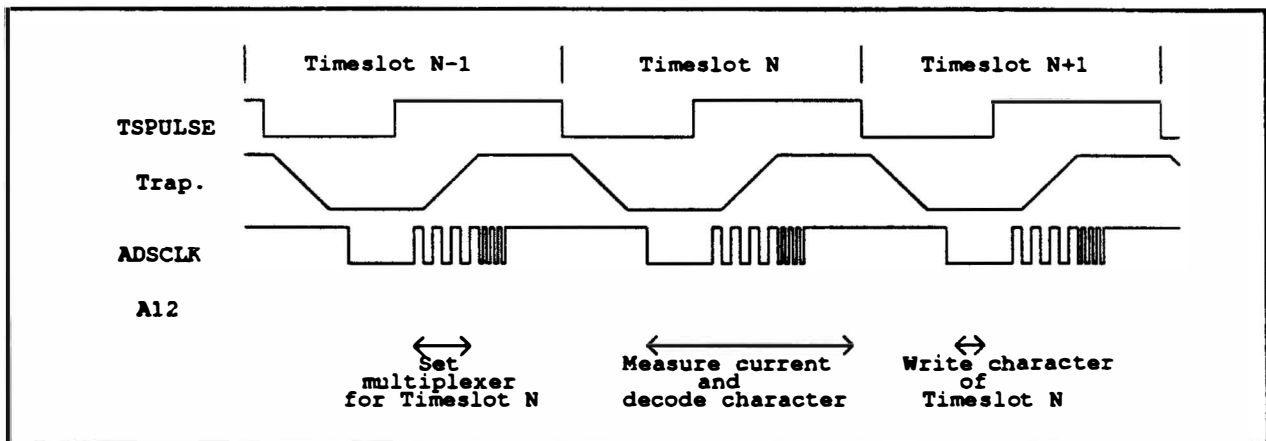 Timeslot N-1 Timeslot N Timeslot N+1
TSPULSE
Trap.
ADSCLK
A12
Set
multiplexer
for Timeslot N
Measure current
and
decode character
Write character
of
Timeslot N